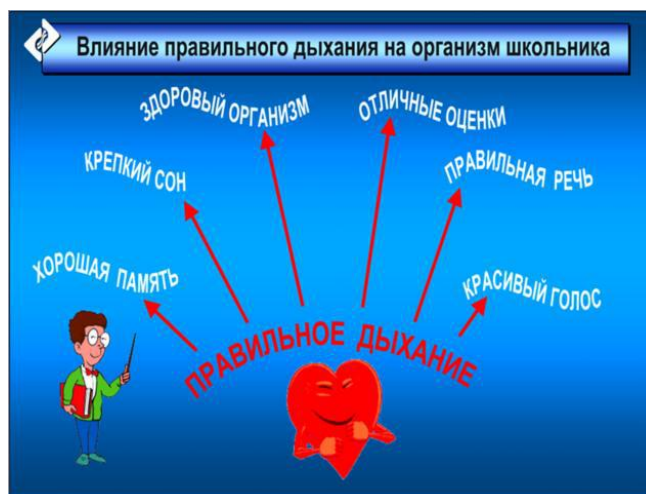 Влияние правильного дыхания на организм школьника
ЗДОРОВЫЙ ОРГАНИЗМ
ОТЛИЧНЫЕ ОЦЕНКИ
КРЕПКИЙ СОН
ПРАВИЛЬНАЯ РЕЧЬ
ХОРОШАЯ ПАМЯТЬ
КРАСИВЫЙ ГОЛОС
ПРАВИЛЬНОЕ ДЫХАНИЕ